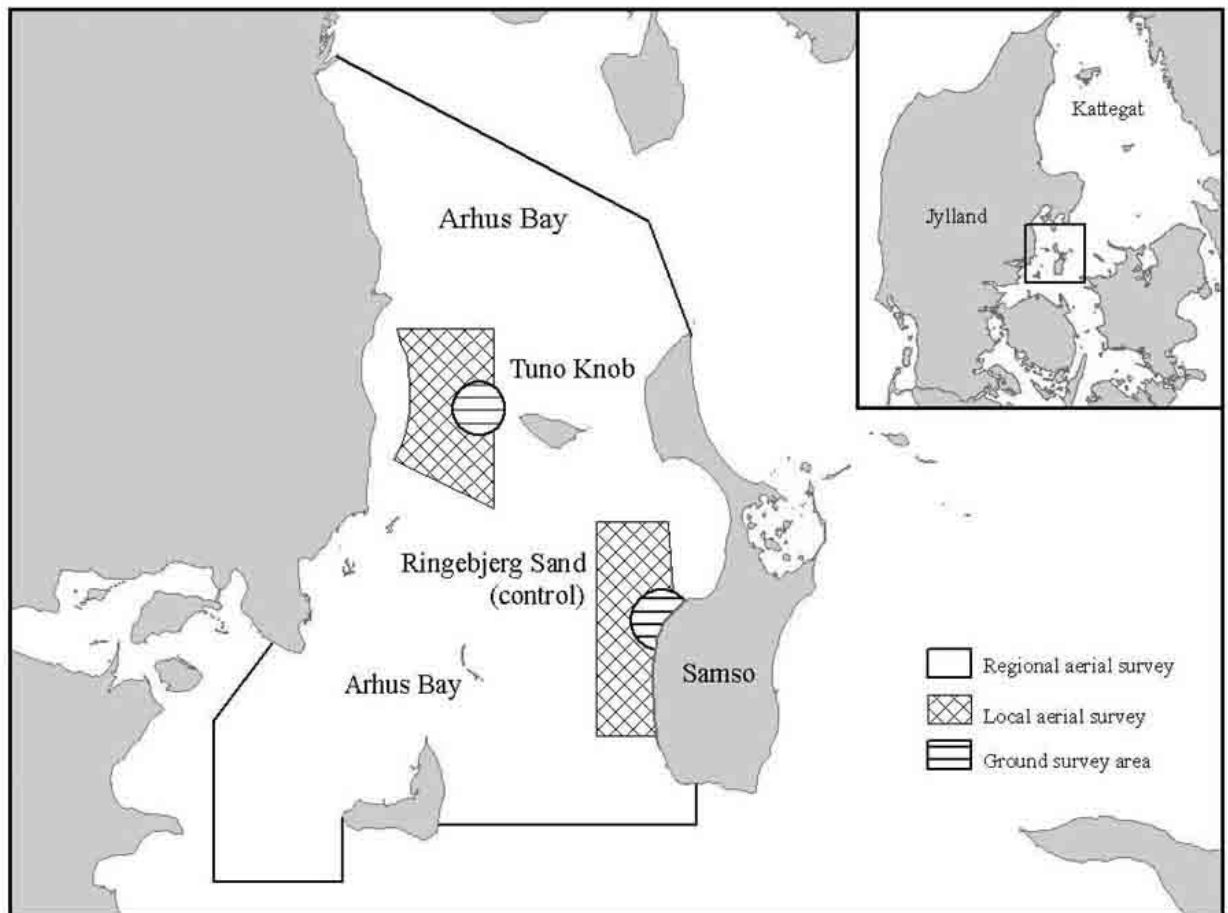 Kattegat
Jylland
Arhus Bay
Tuno Knob
Ringebjerg Sand
(control)
Arhus Bay
Samso
Regional aerial survey
Local aerial survey
Ground survey area